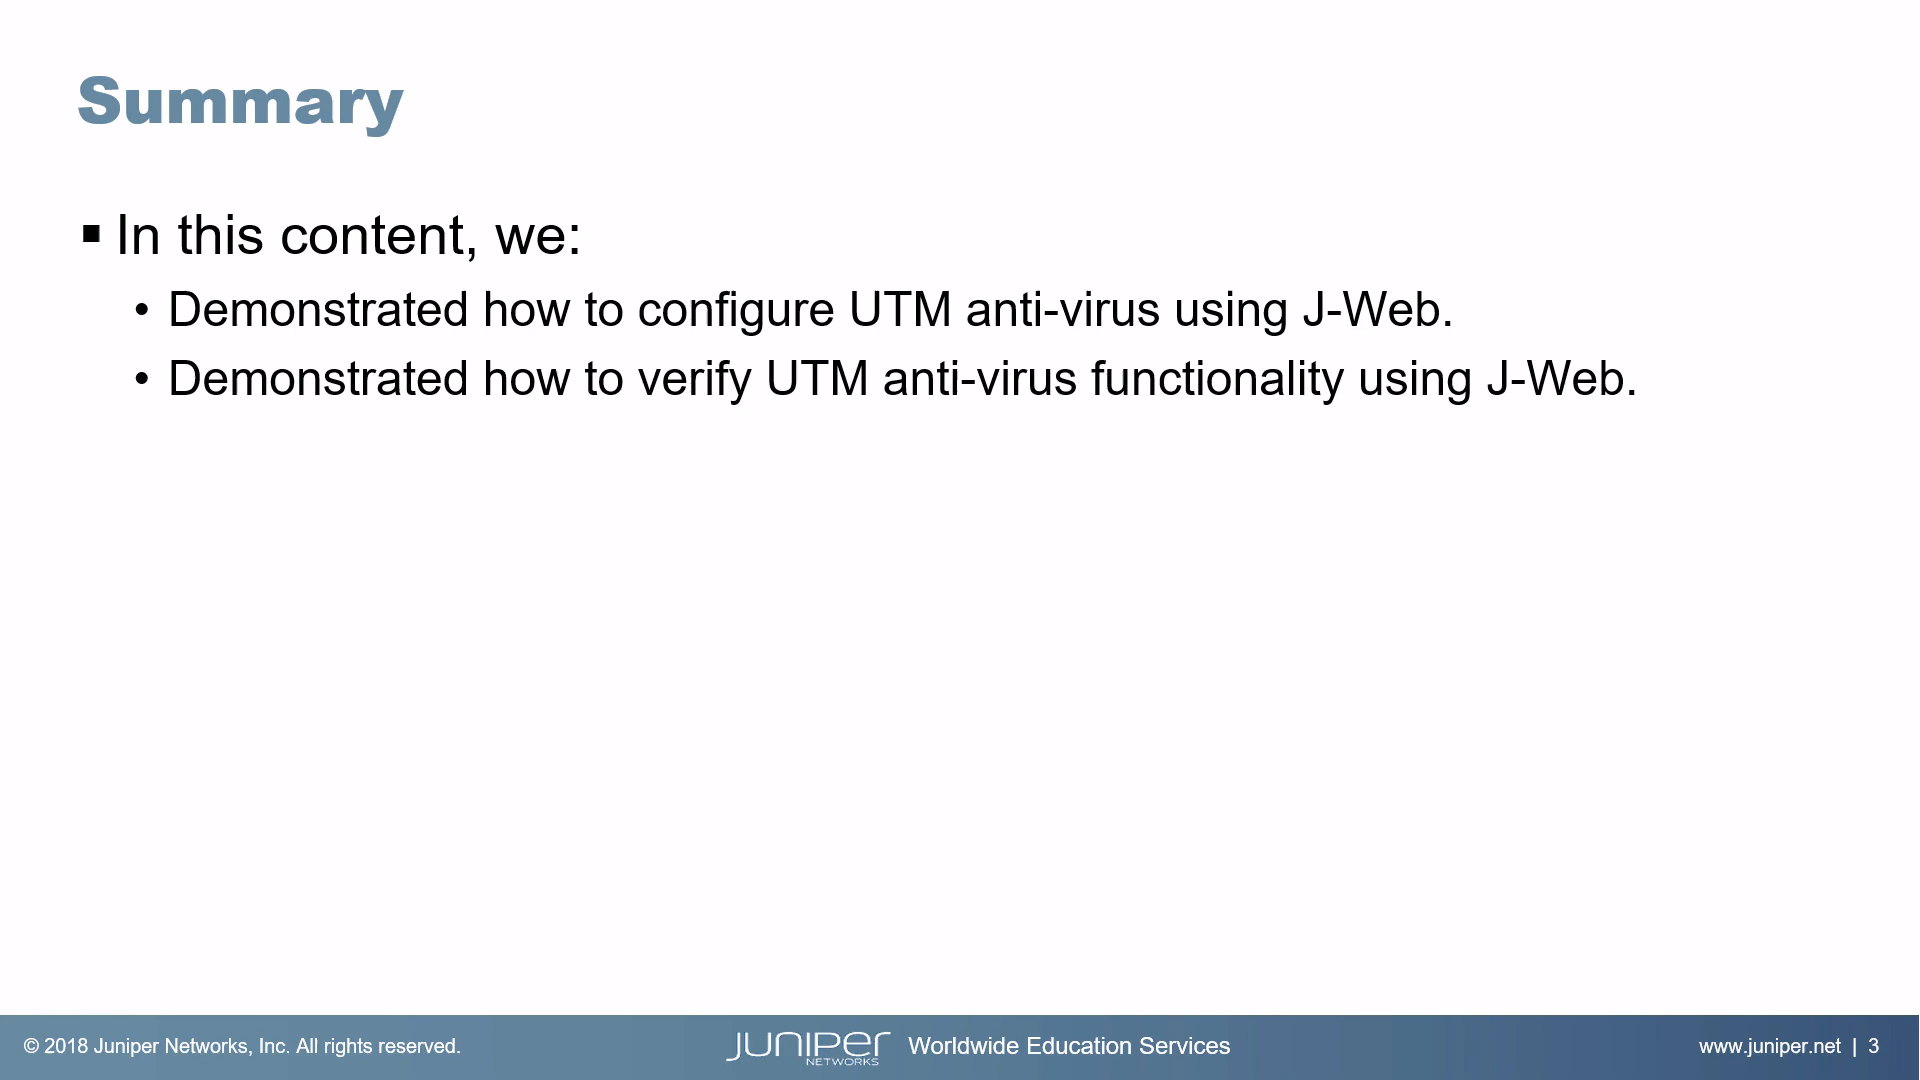 Summary
▪ In this content, we:
• Demonstrated how to configure UTM anti-virus using J-Web.
• Demonstrated how to verify UTM anti-virus functionality using J-Web.
© 2018 Juniper Networks, Inc. All rights reserved.
JUNIPER NETWORKS Worldwide Education Services
www.juniper.net | 3